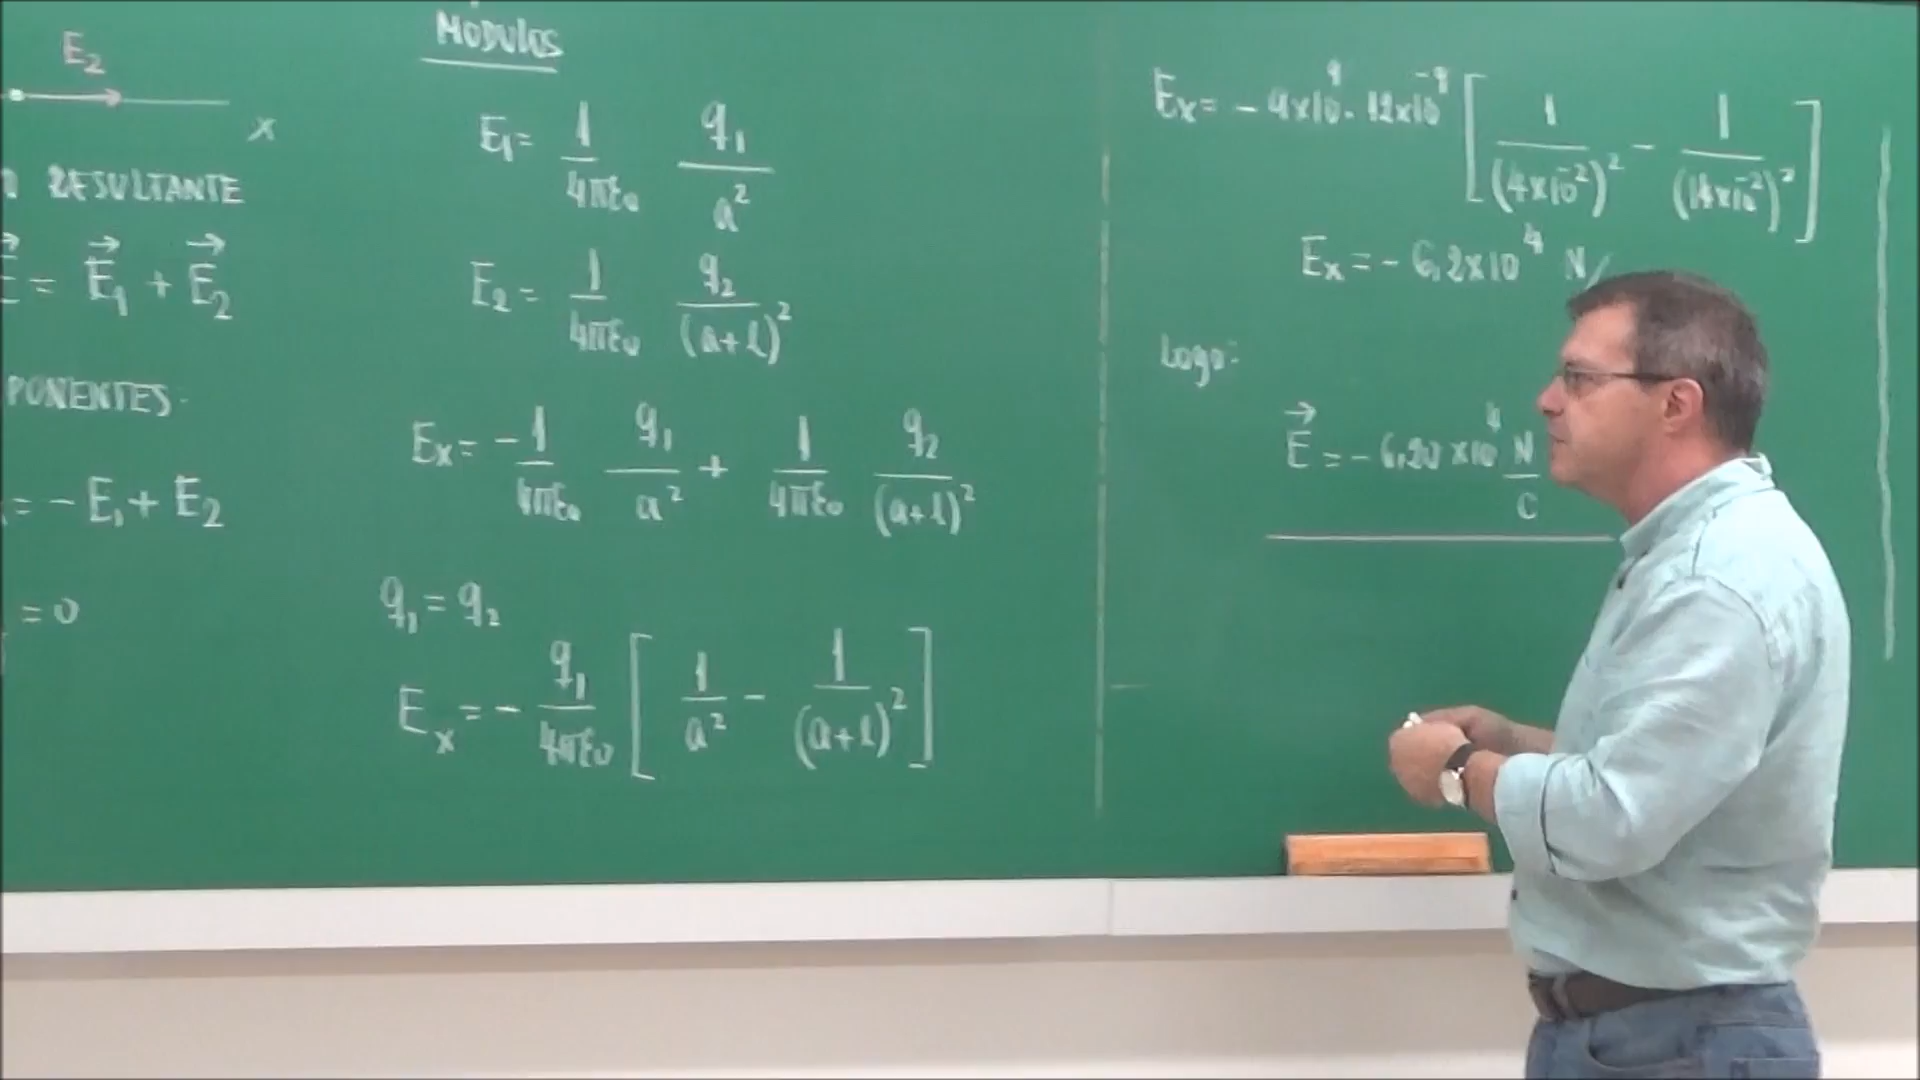 E₂
x
RESULTANTE
= E⃗₁ + E⃗₂
PONENTES
= - E₁ + E₂
= 0
MÓDULOS
E₁ = 1/4πε₀ q₁/a²
E₂ = 1/4πε₀ q₂/(a+l)²
Ex = - 1/4πε₀ q₁/a² + 1/4πε₀ q₂/(a+l)²
q₁ = q₂
Ex = - q₁/4πε₀ [ 1/a² - 1/(a+l)² ]
Ex = - 9x10⁹ . 12x10⁻⁹ [ 1/(4x10⁻²)² - 1/(14x10⁻²)² ]
Ex = - 6,2x10⁴ N/
Logo:
E⃗ = - 6,20 x10⁴ N/C